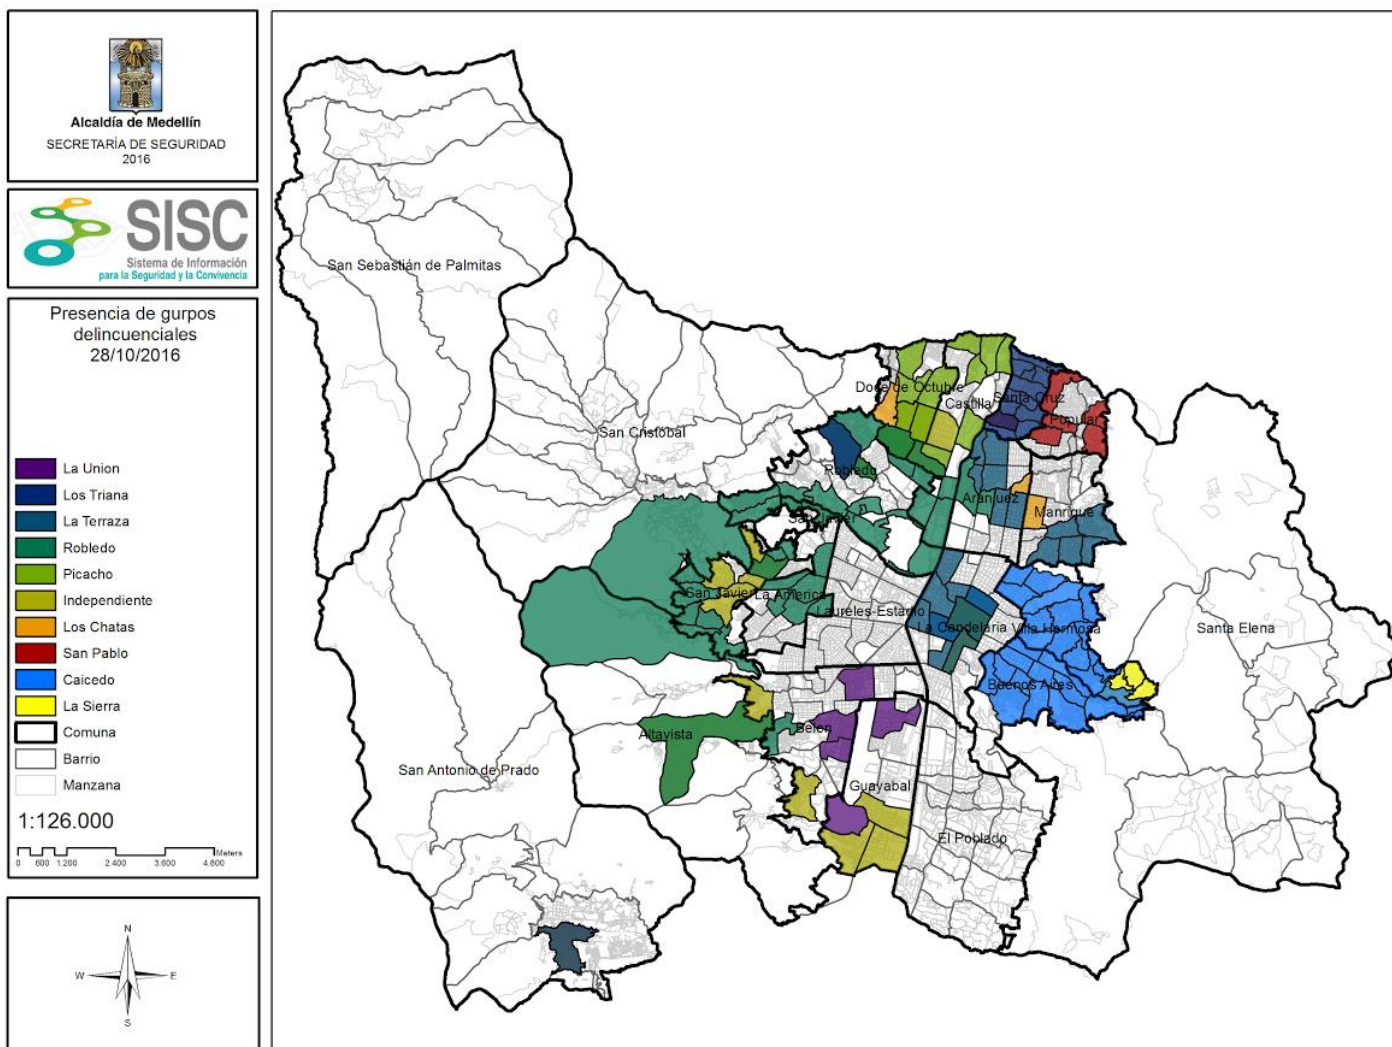 Alcaldía de Medellín
SECRETARÍA DE SEGURIDAD
2016
SISC
Sistema de Información
para la Seguridad y la Convivencia
Presencia de gurpos
delincuenciales
28/10/2016
La Union
Los Triana
La Terraza
Robledo
Picacho
Independiente
Los Chatas
San Pablo
Caicedo
La Sierra
Comuna
Barrio
Manzana
1:126.000
Meters
0 600 1.200 2.400 3.600 4.800
N
W E
S
San Sebastián de Palmitas
San Cristóbal
Doce de Octubre
Castilla
Santa Cruz
Popular
Robledo
Aranjuez
Manrique
San Javier
San Javier
La America
Laureles-Estadio
La Candelaria
Villa Hermosa
Santa Elena
Buenos Aires
Altavista
Belén
San Antonio de Prado
Guayabal
El Poblado